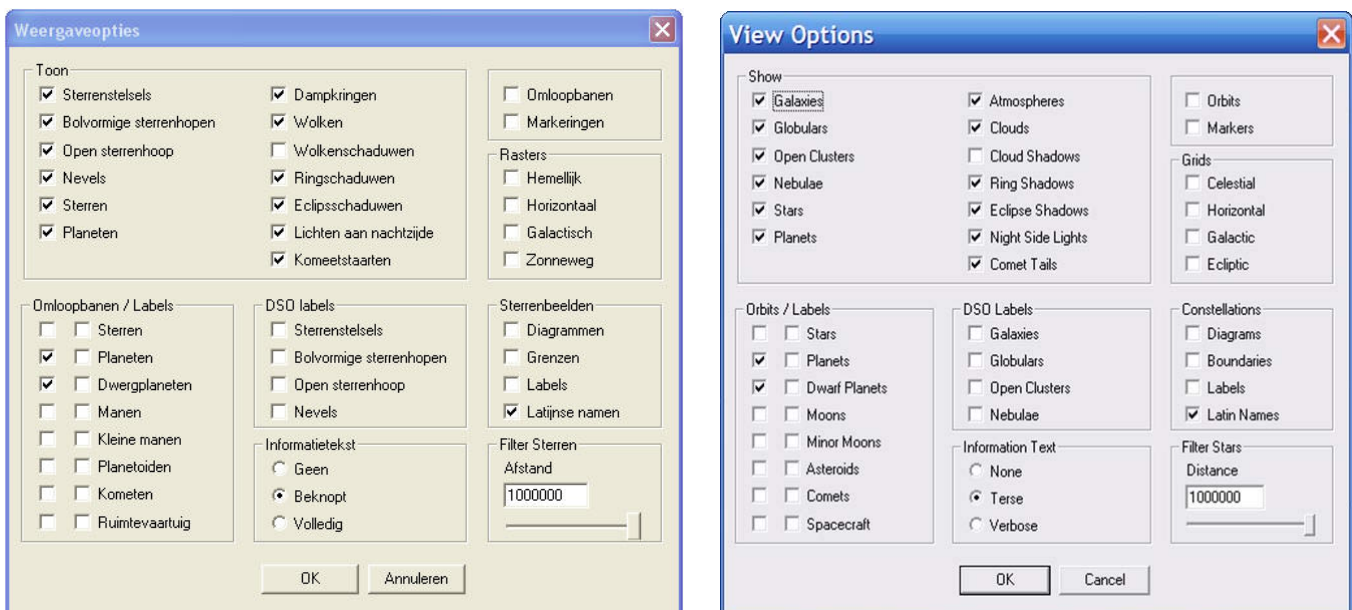 Weergaveopties
Toon
Sterrenstelsels
Bolvormige sterrenhopen
Open sterrenhoop
Nevels
Sterren
Planeten
Dampkringen
Wolken
Wolkenschaduwen
Ringschaduwen
Eclipsschaduwen
Lichten aan nachtzijde
Komeetstaarten
Omloopbanen
Markeringen
Rasters
Hemellijk
Horizontaal
Galactisch
Zonneweg
Omloopbanen / Labels
Sterren
Planeten
Dwergplaneten
Manen
Kleine manen
Planetoiden
Kometen
Ruimtevaartuig
DSO labels
Sterrenstelsels
Bolvormige sterrenhopen
Open sterrenhoop
Nevels
Informatietekst
Geen
Beknopt
Volledig
Sterrenbeelden
Diagrammen
Grenzen
Labels
Latijnse namen
Filter Sterren
Afstand
1000000
OK
Annuleren
View Options
Show
Galaxies
Globulars
Open Clusters
Nebulae
Stars
Planets
Atmospheres
Clouds
Cloud Shadows
Ring Shadows
Eclipse Shadows
Night Side Lights
Comet Tails
Orbits
Markers
Grids
Celestial
Horizontal
Galactic
Ecliptic
Orbits / Labels
Stars
Planets
Dwarf Planets
Moons
Minor Moons
Asteroids
Comets
Spacecraft
DSO Labels
Galaxies
Globulars
Open Clusters
Nebulae
Information Text
None
Terse
Verbose
Constellations
Diagrams
Boundaries
Labels
Latin Names
Filter Stars
Distance
1000000
OK
Cancel